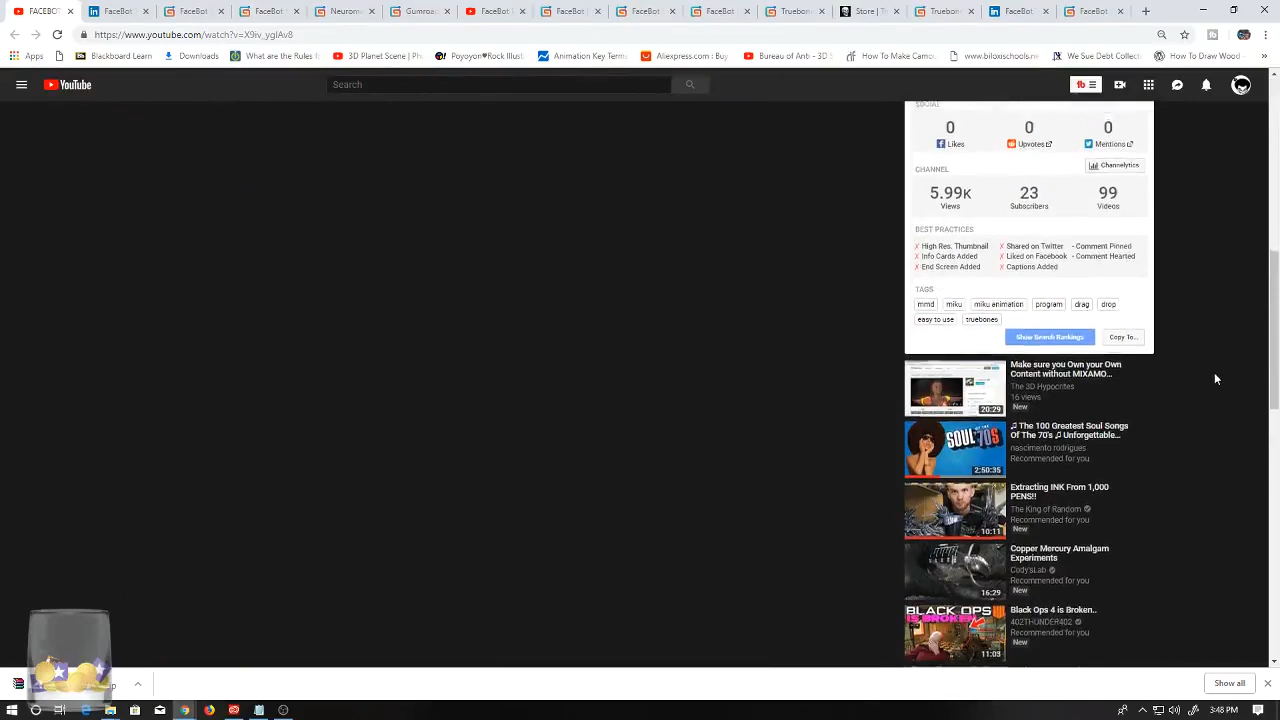 FACEBOT
FaceBot
FaceBot
FaceBot
Neurom
Gumroa
FaceBot
FaceBot
FaceBot
FaceBot
Truebon
Store | T
Truebon
FaceBot
FaceBot
https://www.youtube.com/watch?v=X9iv_ygIAv8
Apps
Blackboard Learn
Downloads
What are the Rules f
3D Planet Scene | Ph
Poyoyon♥Rock Illust
Animation Key Terms
Aliexpress.com : Buy
Bureau of Anti - 3D S
How To Make Camo
www.biloxischools.ne
We Sue Debt Collect
How To Draw Wood -
YouTube
Search
SOCIAL
0 0 0
Likes Upvotes Mentions
CHANNEL
Channelytics
5.99K 23 99
Views Subscribers Videos
BEST PRACTICES
✗ High Res. Thumbnail ✗ Shared on Twitter - Comment Pinned
✗ Info Cards Added ✗ Liked on Facebook - Comment Hearted
✗ End Screen Added ✗ Captions Added
TAGS
mmd miku miku animation program drag drop
easy to use truebones
Show Search Rankings Copy To...
Make sure you Own your Own
Content without MIXAMO...
The 3D Hypocrites
16 views
New
20:29
♫ The 100 Greatest Soul Songs
Of The 70's ♫ Unforgettable...
nascimento rodrigues
Recommended for you
SOUL
OF THE '70S
2:50:35
Extracting INK From 1,000
PENS!!
The King of Random
Recommended for you
New
10:11
Copper Mercury Amalgam
Experiments
Cody'sLab
Recommended for you
New
16:29
Black Ops 4 is Broken..
402THUNDER402
Recommended for you
New
BLACK OPS
IS BROKEN
11:03
Show all
3:48 PM